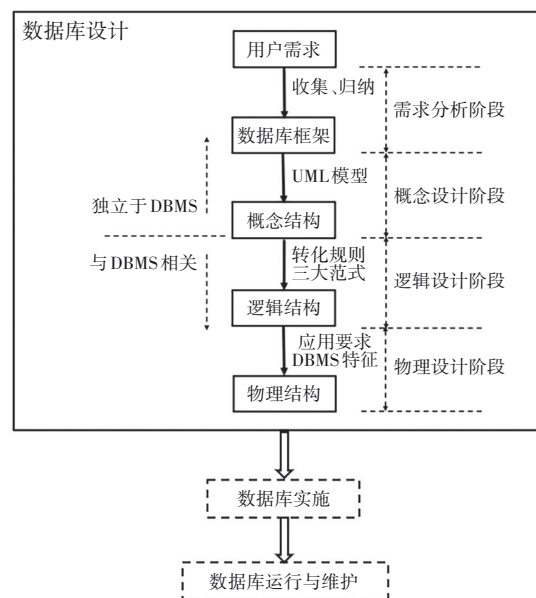 数据库设计
用户需求
收集、归纳
需求分析阶段
数据库框架
UML模型
独立于DBMS
概念设计阶段
概念结构
与DBMS相关
转化规则
三大范式
逻辑设计阶段
逻辑结构
应用要求
DBMS特征
物理设计阶段
物理结构
数据库实施
数据库运行与维护